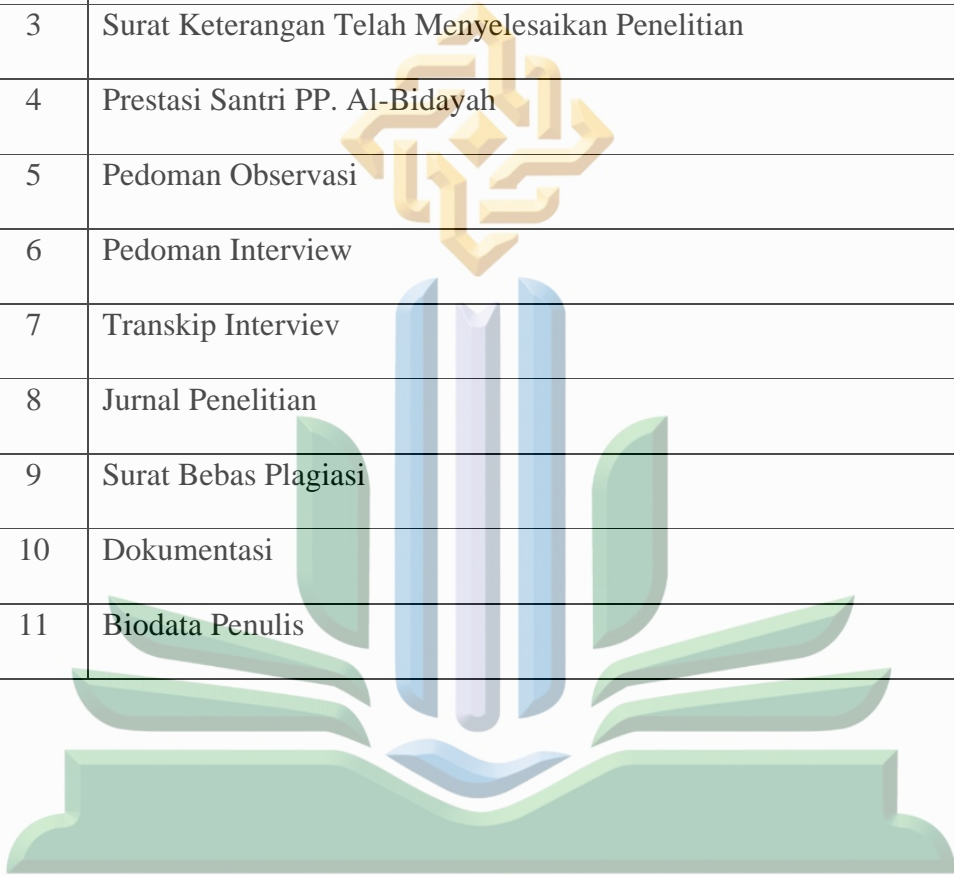 3 Surat Keterangan Telah Menyelesaikan Penelitian
4 Prestasi Santri PP. Al-Bidayah
5 Pedoman Observasi
6 Pedoman Interview
7 Transkip Interviev
8 Jurnal Penelitian
9 Surat Bebas Plagiasi
10 Dokumentasi
11 Biodata Penulis